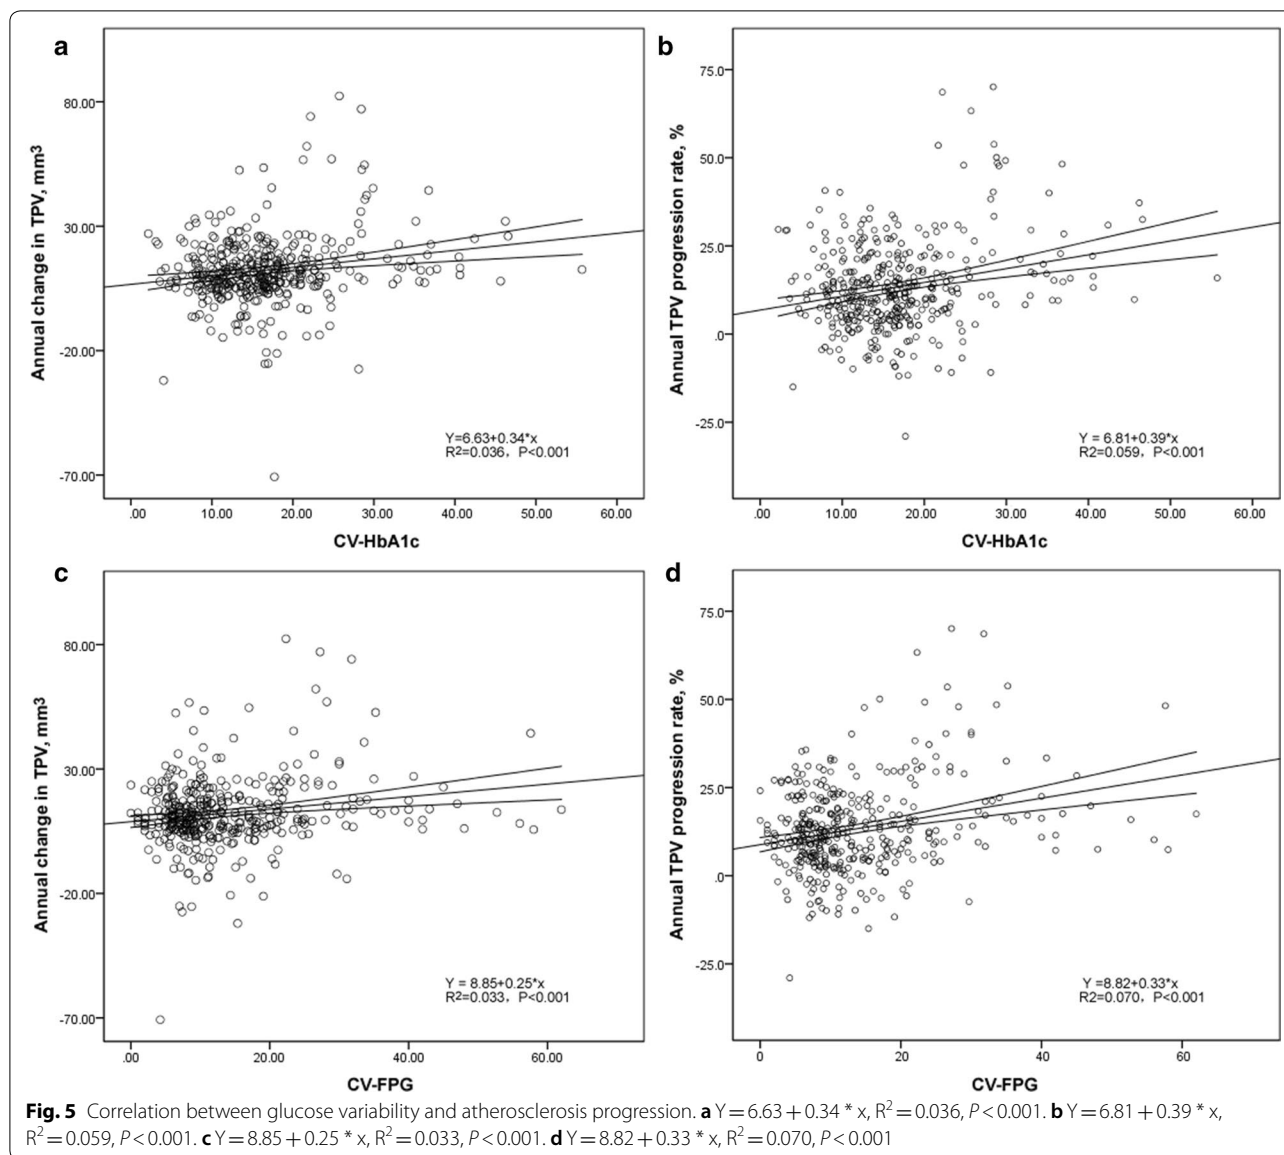 a
80.00
30.00
-20.00
-70.00
Annual change in TPV, mm3
Y=6.63+0.34*x
R2=0.036, P<0.001
.00 10.00 20.00 30.00 40.00 50.00 60.00
CV-HbA1c
b
75.0
50.0
25.0
.0
-25.0
Annual TPV progression rate, %
Y = 6.81+0.39*x
R2=0.059, P<0.001
.00 10.00 20.00 30.00 40.00 50.00 60.00
CV-HbA1c
c
80.00
30.00
-20.00
-70.00
Annual change in TPV, mm3
Y = 8.85+0.25*x
R2=0.033, P<0.001
.00 20.00 40.00 60.00
CV-FPG
d
75.0
50.0
25.0
.0
-25.0
Annual TPV progression rate, %
Y =8.82+0.33*x
R2=0.070, P<0.001
0 20 40 60
CV-FPG
Fig. 5 Correlation between glucose variability and atherosclerosis progression. a Y = 6.63 + 0.34 * x, R2 = 0.036, P < 0.001. b Y = 6.81 + 0.39 * x,
R2 = 0.059, P < 0.001. c Y = 8.85 + 0.25 * x, R2 = 0.033, P < 0.001. d Y = 8.82 + 0.33 * x, R2 = 0.070, P < 0.001